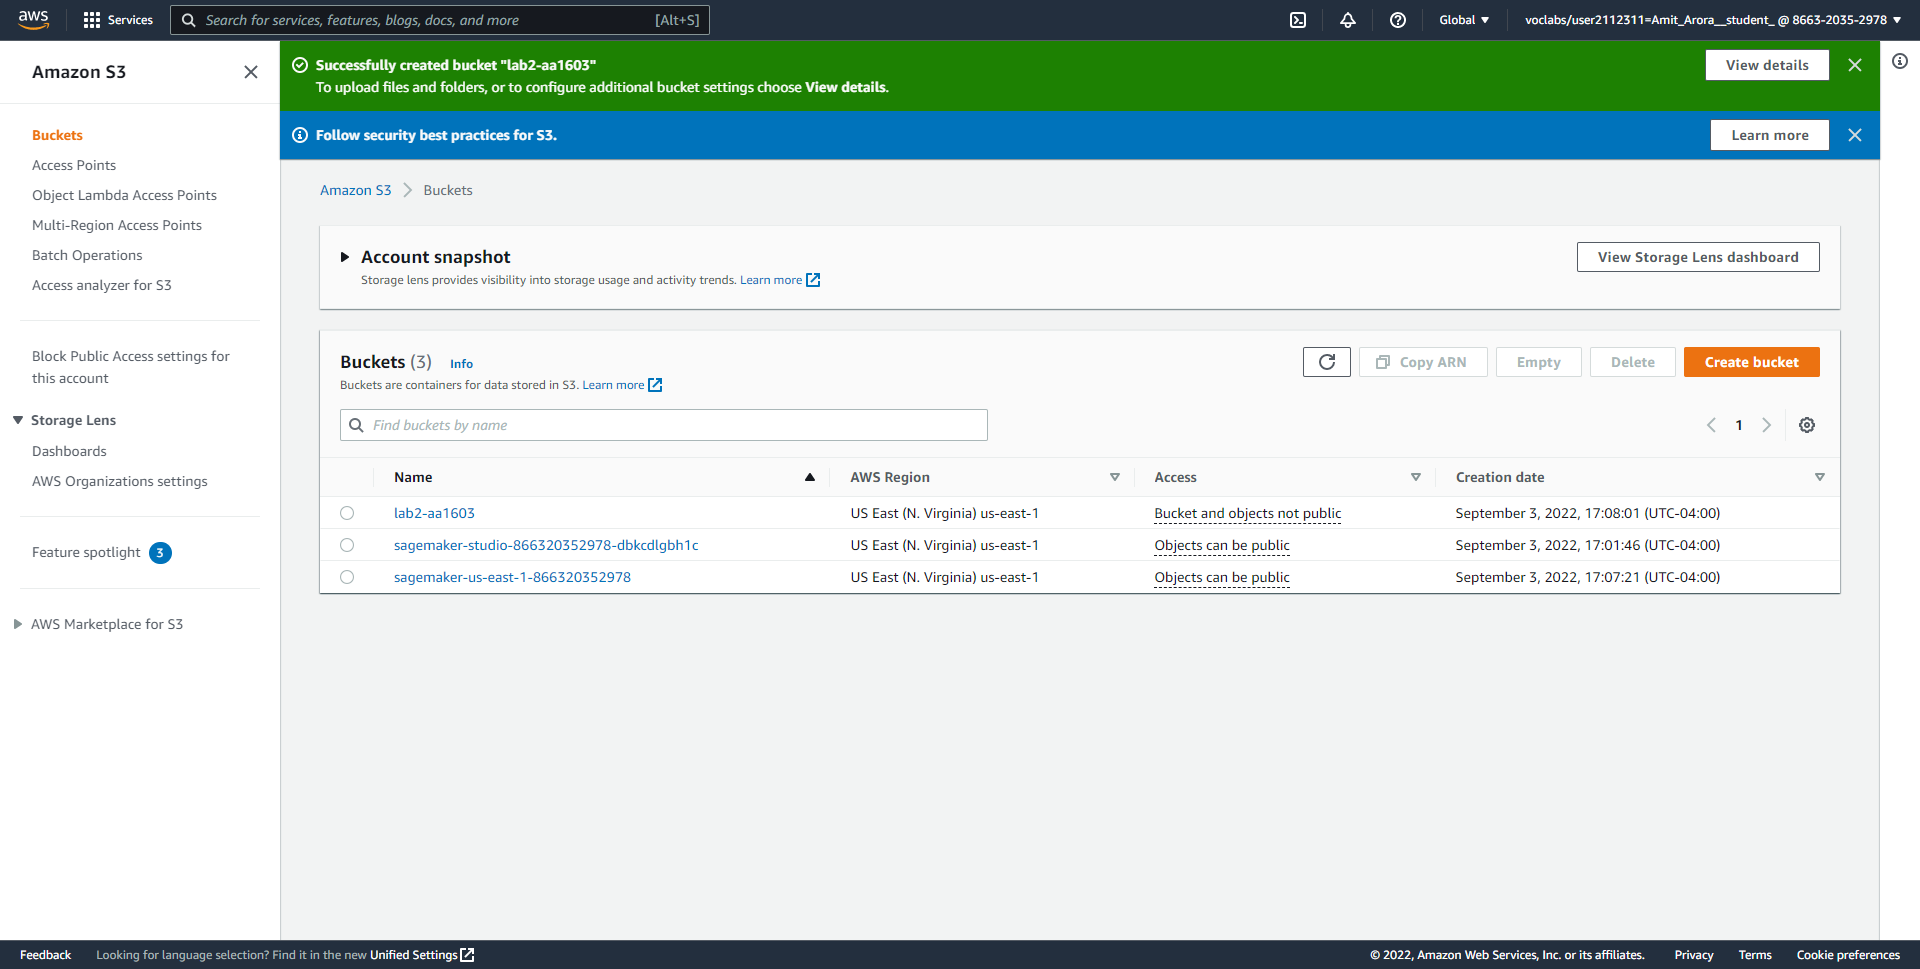 aws
Services
Search for services, features, blogs, docs, and more
[Alt+S]
Global
voclabs/user2112311=Amit_Arora__student_ @ 8663-2035-2978
Amazon S3
Buckets
Access Points
Object Lambda Access Points
Multi-Region Access Points
Batch Operations
Access analyzer for S3
Block Public Access settings for
this account
Storage Lens
Dashboards
AWS Organizations settings
Feature spotlight 3
AWS Marketplace for S3
Successfully created bucket "lab2-aa1603"
To upload files and folders, or to configure additional bucket settings choose View details.
View details
Follow security best practices for S3.
Learn more
Amazon S3 Buckets
Account snapshot
Storage lens provides visibility into storage usage and activity trends. Learn more
View Storage Lens dashboard
Buckets (3) Info
Buckets are containers for data stored in S3. Learn more
Copy ARN
Empty
Delete
Create bucket
Find buckets by name
1
Name AWS Region Access Creation date
lab2-aa1603 US East (N. Virginia) us-east-1 Bucket and objects not public September 3, 2022, 17:08:01 (UTC-04:00)
sagemaker-studio-866320352978-dbkcdlgbh1c US East (N. Virginia) us-east-1 Objects can be public September 3, 2022, 17:01:46 (UTC-04:00)
sagemaker-us-east-1-866320352978 US East (N. Virginia) us-east-1 Objects can be public September 3, 2022, 17:07:21 (UTC-04:00)
Feedback Looking for language selection? Find it in the new Unified Settings © 2022, Amazon Web Services, Inc. or its affiliates. Privacy Terms Cookie preferences